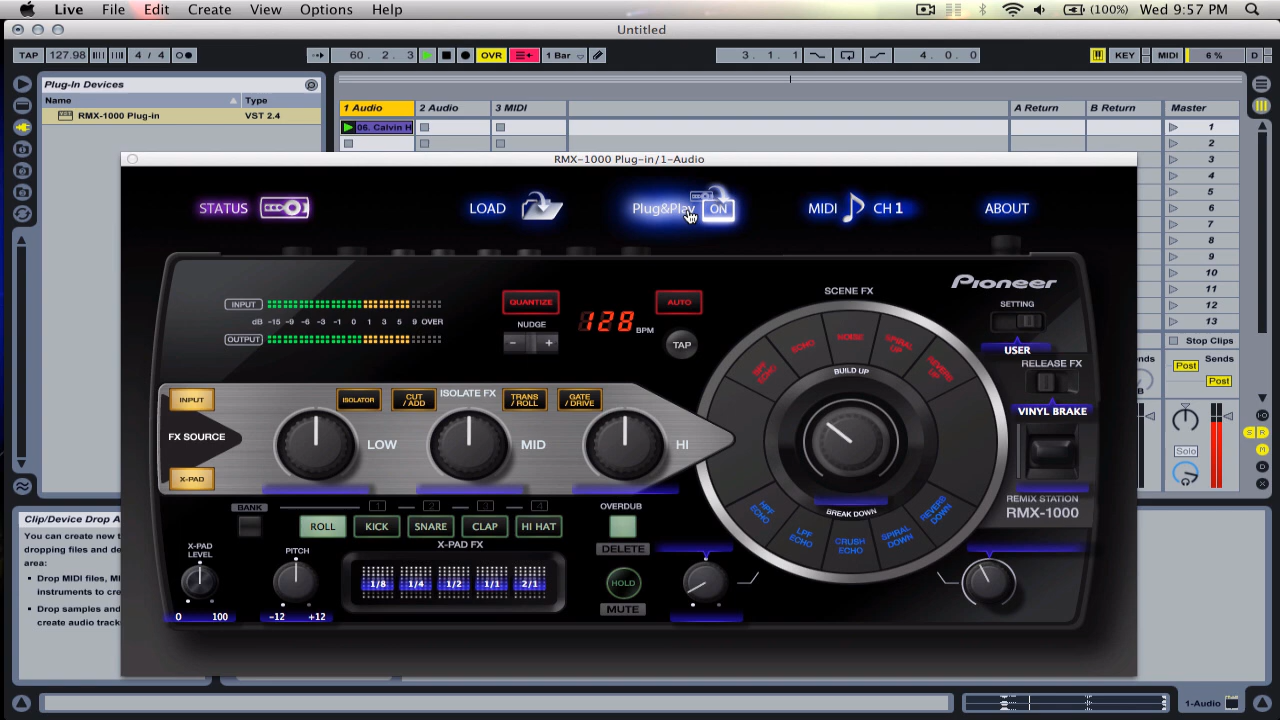 Live File Edit Create View Options Help (100%) Wed 9:57 PM
Untitled
TAP 127.98 4 / 4 60. 2. 3 OVR 1 Bar 3. 1. 1 4. 0. 0 KEY MIDI 6 % D
Plug-In Devices
Name Type
RMX-1000 Plug-in VST 2.4
1 Audio 2 Audio 3 MIDI A Return B Return Master
06. Calvin H 1
2
3
4
5
6
7
8
9
10
11
12
13
Stop Clips
Sends
Post
Post
Solo
S R
M
D
X
RMX-1000 Plug-in/1-Audio
STATUS LOAD Plug&Play ON MIDI CH 1 ABOUT
Pioneer
INPUT
dB -15 -9 -6 -3 -1 0 1 2 3 5 9 OVER
OUTPUT
QUANTIZE
NUDGE
- +
128 BPM
AUTO
TAP
SCENE FX
HPF ECHO
ECHO
NOISE
SPIRAL UP
REVERB UP
BUILD UP
BREAK DOWN
HPF ECHO
LPF ECHO
CRUSH ECHO
SPIRAL DOWN
REVERB DOWN
SETTING
USER
RELEASE FX
VINYL BRAKE
REMIX STATION
RMX-1000
INPUT
FX SOURCE
X-PAD
ISOLATOR
CUT / ADD
ISOLATE FX
TRANS / ROLL
GATE / DRIVE
LOW MID HI
BANK 1 2 3 4
ROLL KICK SNARE CLAP HI HAT
X-PAD FX
1/8 1/4 1/2 1/1 2/1
OVERDUB
DELETE
HOLD
MUTE
X-PAD LEVEL
0 100
PITCH
-12 +12
Clip/Device Drop A
You can create new t
dropping files and de
area:
Drop MIDI files, MI
instruments to cre
Drop samples and
create audio track
1-Audio